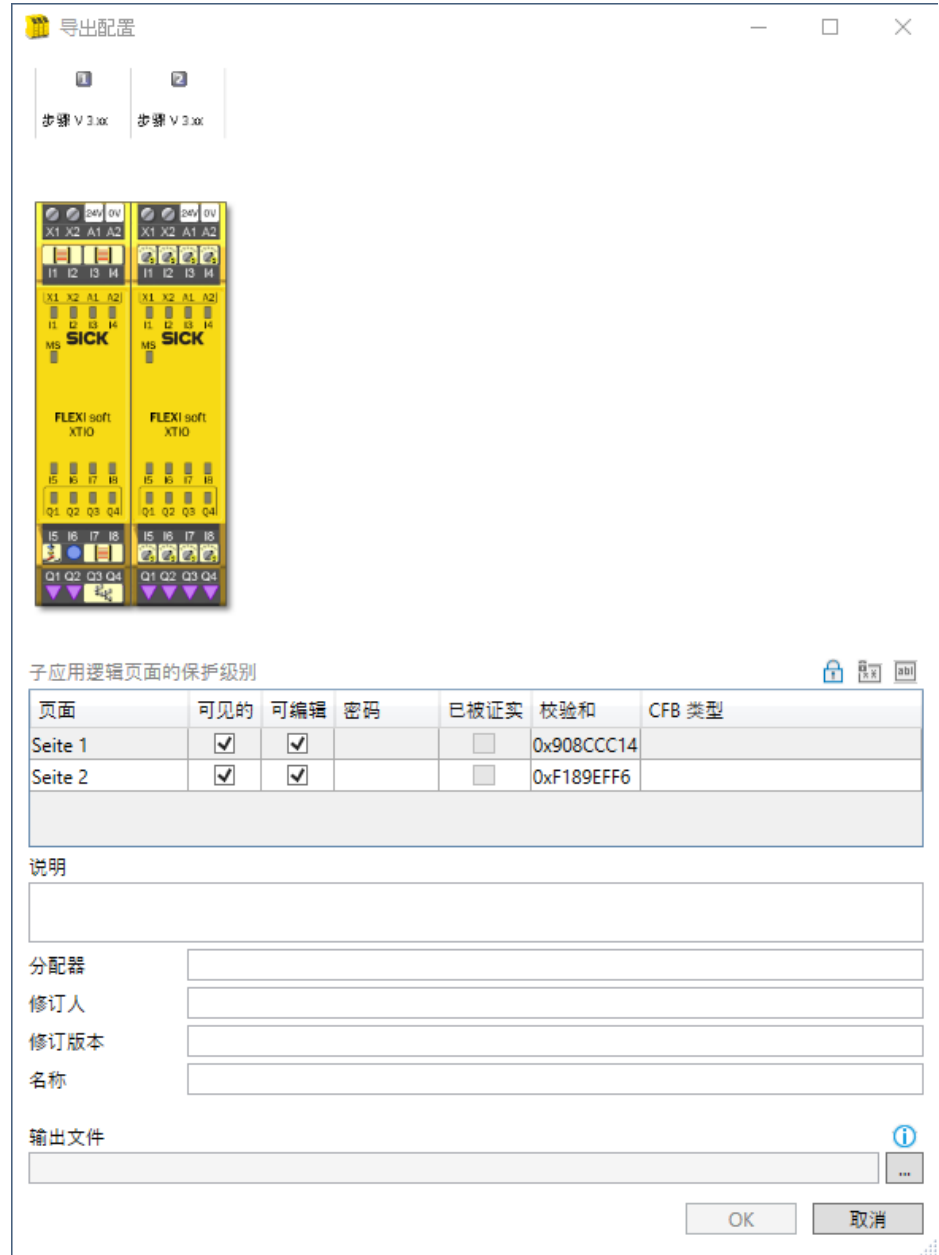 导出配置
1 2
步骤 V 3.xx 步骤 V 3.xx
24V 0V 24V 0V
X1 X2 A1 A2 X1 X2 A1 A2
I1 I2 I3 I4 I1 I2 I3 I4
X1 X2 A1 A2 X1 X2 A1 A2
I1 I2 I3 I4 I1 I2 I3 I4
MS SICK MS SICK
FLEXI soft FLEXI soft
XTIO XTIO
I5 I6 I7 I8 I5 I6 I7 I8
Q1 Q2 Q3 Q4 Q1 Q2 Q3 Q4
I5 I6 I7 I8 I5 I6 I7 I8
Q1 Q2 Q3 Q4 Q1 Q2 Q3 Q4
子应用逻辑页面的保护级别 abl
页面 可见的 可编辑 密码 已被证实 校验和 CFB 类型
Seite 1 0x908CCC14
Seite 2 0xF189EFF6
说明
分配器
修订人
修订版本
名称
输出文件
...
OK 取消